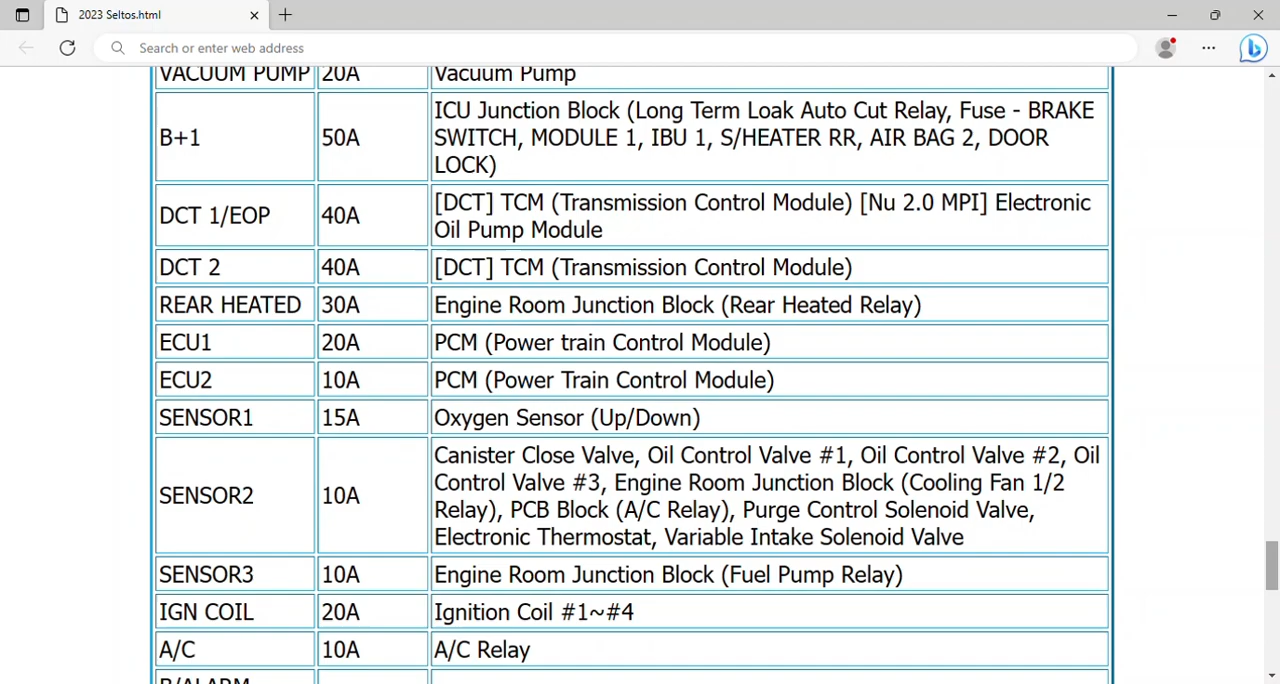 2023 Seltos.html
Search or enter web address
VACUUM PUMP 20A Vacuum Pump
B+1 50A ICU Junction Block (Long Term Loak Auto Cut Relay, Fuse - BRAKE
SWITCH, MODULE 1, IBU 1, S/HEATER RR, AIR BAG 2, DOOR
LOCK)
DCT 1/EOP 40A [DCT] TCM (Transmission Control Module) [Nu 2.0 MPI] Electronic
Oil Pump Module
DCT 2 40A [DCT] TCM (Transmission Control Module)
REAR HEATED 30A Engine Room Junction Block (Rear Heated Relay)
ECU1 20A PCM (Power train Control Module)
ECU2 10A PCM (Power Train Control Module)
SENSOR1 15A Oxygen Sensor (Up/Down)
SENSOR2 10A Canister Close Valve, Oil Control Valve #1, Oil Control Valve #2, Oil
Control Valve #3, Engine Room Junction Block (Cooling Fan 1/2
Relay), PCB Block (A/C Relay), Purge Control Solenoid Valve,
Electronic Thermostat, Variable Intake Solenoid Valve
SENSOR3 10A Engine Room Junction Block (Fuel Pump Relay)
IGN COIL 20A Ignition Coil #1~#4
A/C 10A A/C Relay
B/ALARM